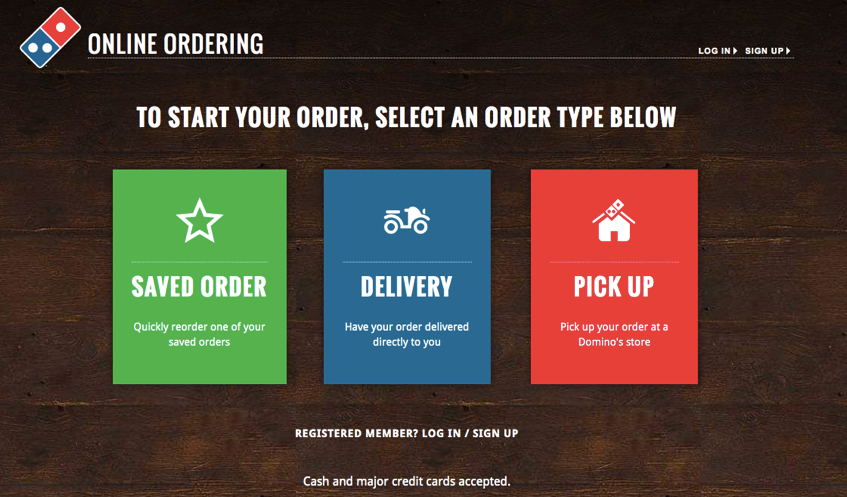 ONLINE ORDERING
LOG IN SIGN UP
TO START YOUR ORDER, SELECT AN ORDER TYPE BELOW
SAVED ORDER
Quickly reorder one of your
saved orders
DELIVERY
Have your order delivered
directly to you
PICK UP
Pick up your order at a
Domino's store
REGISTERED MEMBER? LOG IN / SIGN UP
Cash and major credit cards accepted.